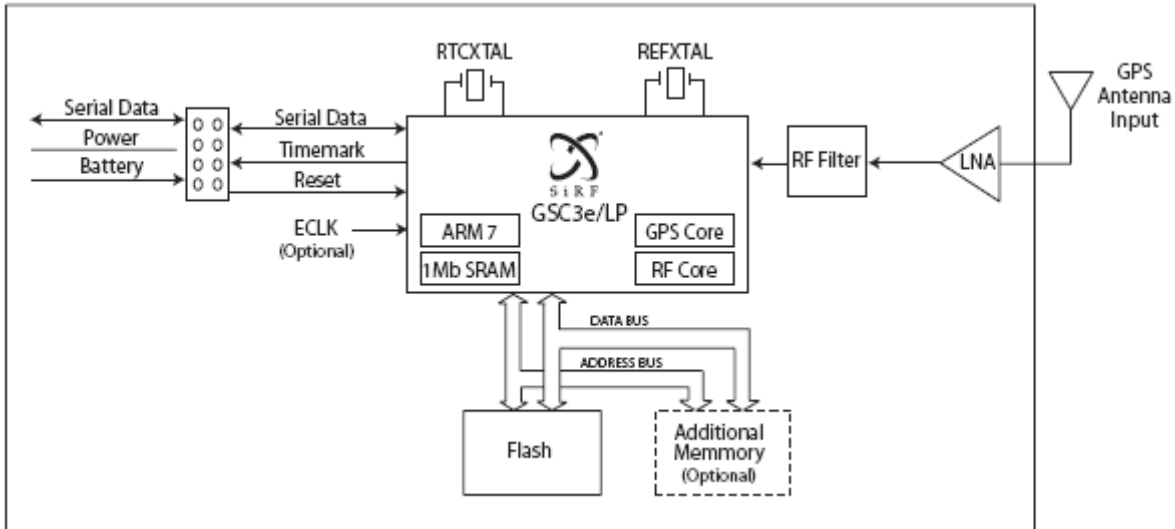 RTCXTAL
REFXTAL
GPS
Antenna
Input
Serial Data
Power
Battery
Serial Data
Timemark
Reset
ECLK
(Optional)
SiRF
GSC3e/LP
ARM 7
1Mb SRAM
GPS Core
RF Core
RF Filter
LNA
DATA BUS
ADDRESS BUS
Flash
Additional
Memmory
(Optional)